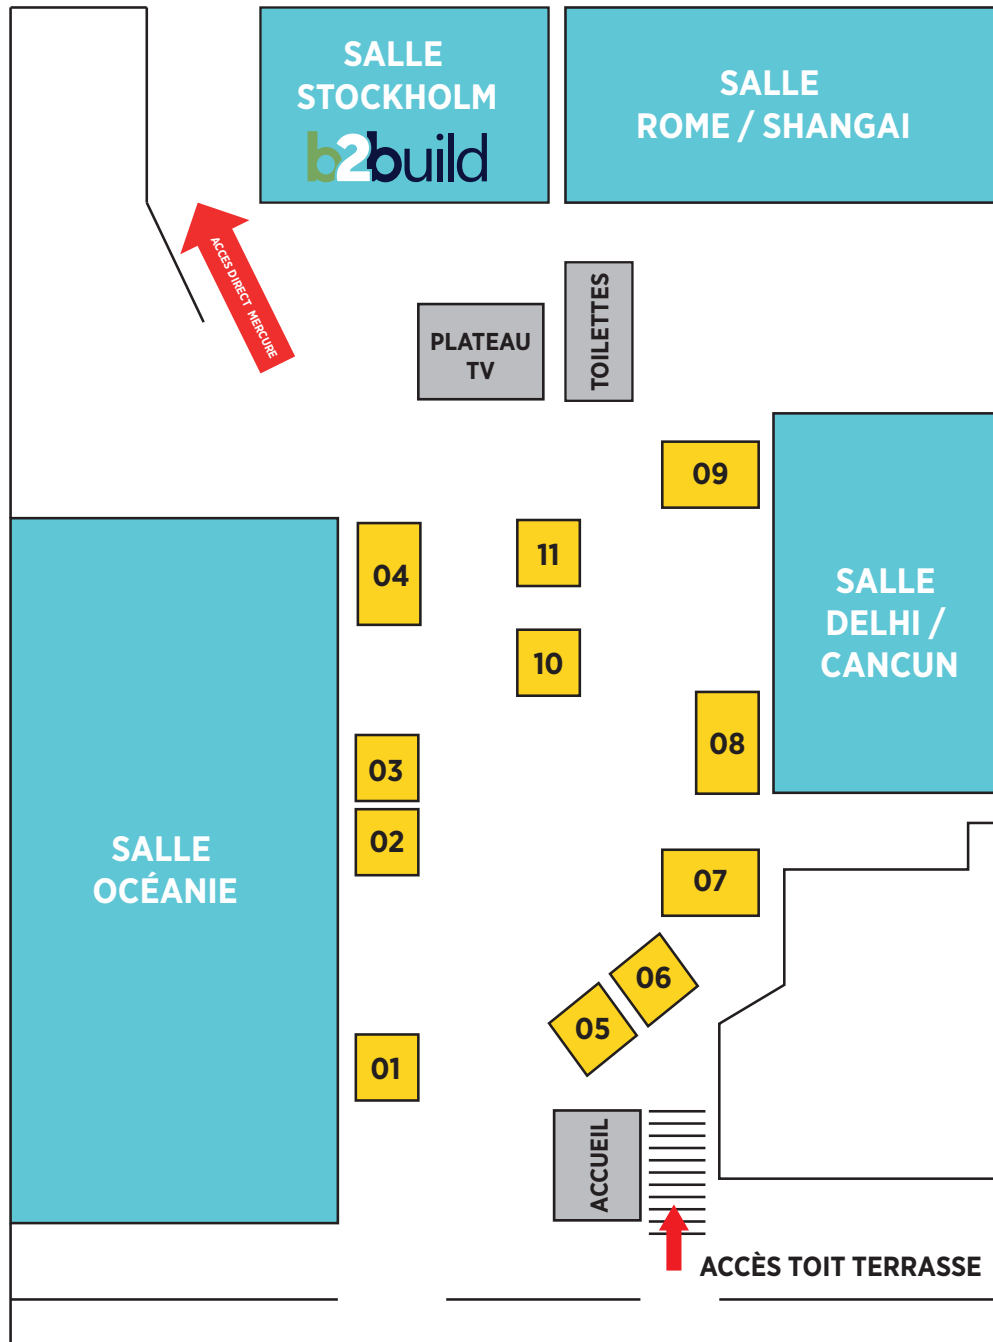 SALLE
STOCKHOLM
b2build
SALLE
ROME / SHANGAI
ACCES DIRECT MERCURE
PLATEAU
TV
TOILETTES
09
04
11
SALLE
DELHI /
CANCUN
10
08
03
02
SALLE
OCÉANIE
07
06
05
01
ACCUEIL
ACCÈS TOIT TERRASSE